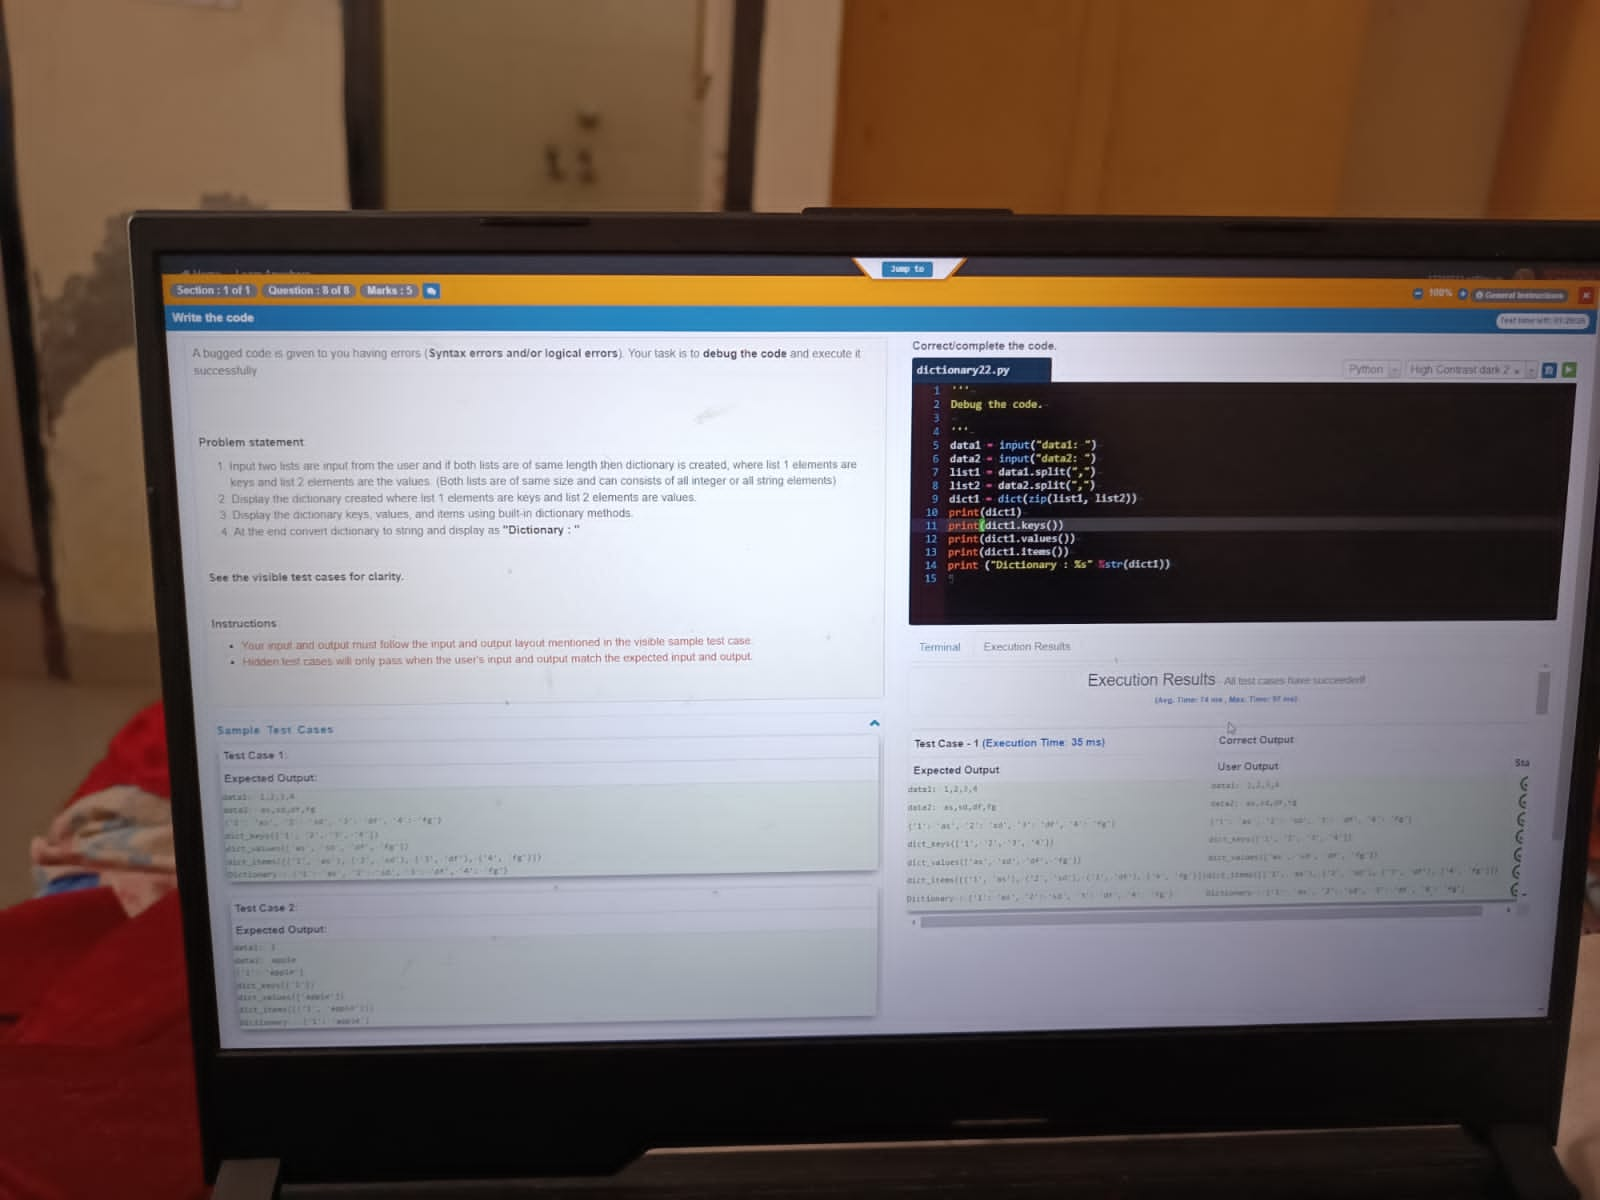 Jump to
Section : 1 of 1 Question : 8 of 8 Marks : 5
100% General Instructions
Write the code
A bugged code is given to you having errors (Syntax errors and/or logical errors). Your task is to debug the code and execute it
successfully
Problem statement
1. Input two lists are input from the user and if both lists are of same length then dictionary is created, where list 1 elements are
keys and list 2 elements are the values. (Both lists are of same size and can consists of all integer or all string elements)
2. Display the dictionary created where list 1 elements are keys and list 2 elements are values.
3. Display the dictionary keys, values, and items using built-in dictionary methods.
4. At the end convert dictionary to string and display as "Dictionary : "
See the visible test cases for clarity.
Instructions
• Your input and output must follow the input and output layout mentioned in the visible sample test case.
• Hidden test cases will only pass when the user's input and output match the expected input and output.
Sample Test Cases
Test Case 1:
Expected Output:
data1: 1,2,3,4
data2: as,sd,df,fg
{'1': 'as', '2': 'sd', '3': 'df', '4': 'fg'}
dict_keys(['1', '2', '3', '4'])
dict_values(['as', 'sd', 'df', 'fg'])
dict_items([('1', 'as'), ('2', 'sd'), ('3', 'df'), ('4', 'fg')])
Dictionary : {'1': 'as', '2': 'sd', '3': 'df', '4': 'fg'}
Test Case 2:
Expected Output:
data1: 1
data2: apple
{'1': 'apple'}
dict_keys(['1'])
dict_values(['apple'])
dict_items([('1', 'apple')])
Dictionary : {'1': 'apple'}
Correct/complete the code.
dictionary22.py
Python High Contrast dark 2
1 '''
2 Debug the code.
3
4 '''
5 data1 = input("data1: ")
6 data2 = input("data2: ")
7 list1 = data1.split(",")
8 list2 = data2.split(",")
9 dict1 = dict(zip(list1, list2))
10 print(dict1)
11 print(dict1.keys())
12 print(dict1.values())
13 print(dict1.items())
14 print ("Dictionary : %s" %str(dict1))
15
Terminal Execution Results
Execution Results - All test cases have succeeded!
(Avg. Time: 74 ms , Max. Time: 97 ms)
Test Case - 1 (Execution Time: 35 ms) Correct Output
Expected Output User Output Sta
data1: 1,2,3,4 data1: 1,2,3,4
data2: as,sd,df,fg data2: as,sd,df,fg
{'1': 'as', '2': 'sd', '3': 'df', '4': 'fg'} {'1': 'as', '2': 'sd', '3': 'df', '4': 'fg'}
dict_keys(['1', '2', '3', '4']) dict_keys(['1', '2', '3', '4'])
dict_values(['as', 'sd', 'df', 'fg']) dict_values(['as', 'sd', 'df', 'fg'])
dict_items([('1', 'as'), ('2', 'sd'), ('3', 'df'), ('4', 'fg')]) dict_items([('1', 'as'), ('2', 'sd'), ('3', 'df'), ('4', 'fg')])
Dictionary : {'1': 'as', '2': 'sd', '3': 'df', '4': 'fg'} Dictionary : {'1': 'as', '2': 'sd', '3': 'df', '4': 'fg'}